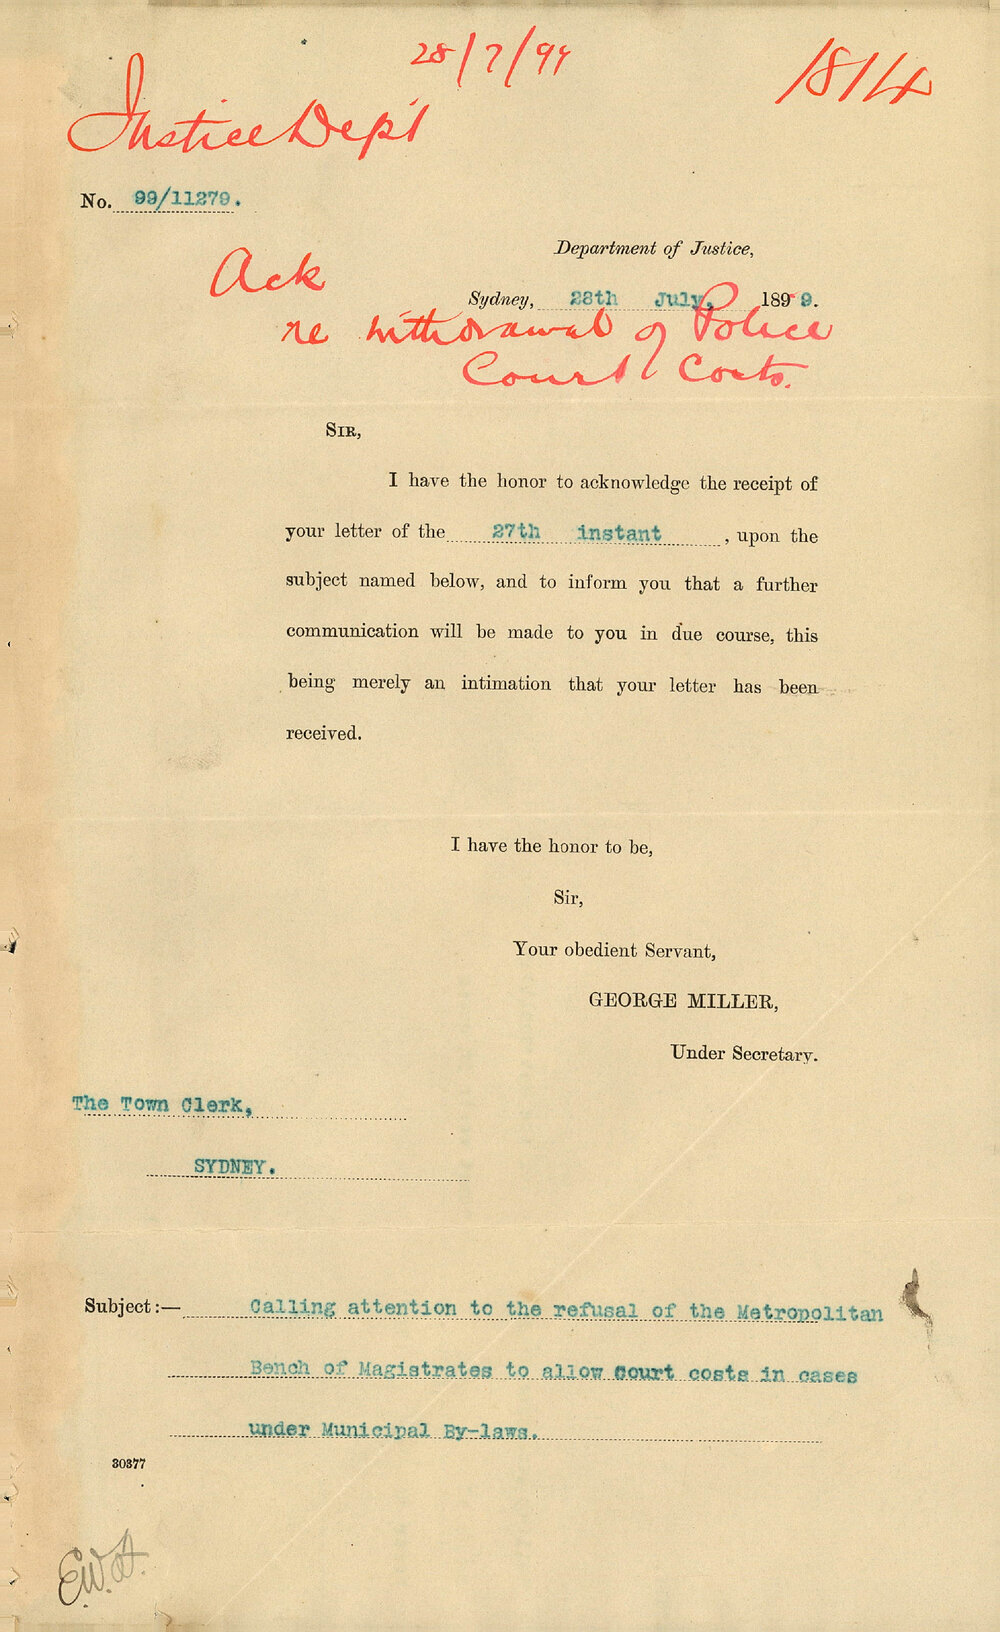 28/7/99
1814
Justice Dep't
No. 99/11279.
Department of Justice,
Ack
Sydney, 28th July, 1899.
re withdrawal of Police
Court Costs.
SIR,
I have the honor to acknowledge the receipt of
your letter of the 27th instant, upon the
subject named below, and to inform you that a further
communication will be made to you in due course, this
being merely an intimation that your letter has been
received.
I have the honor to be,
Sir,
Your obedient Servant,
GEORGE MILLER,
Under Secretary.
The Town Clerk,
SYDNEY.
Subject:— Calling attention to the refusal of the Metropolitan
Bench of Magistrates to allow Court costs in cases
under Municipal By-laws.
30377